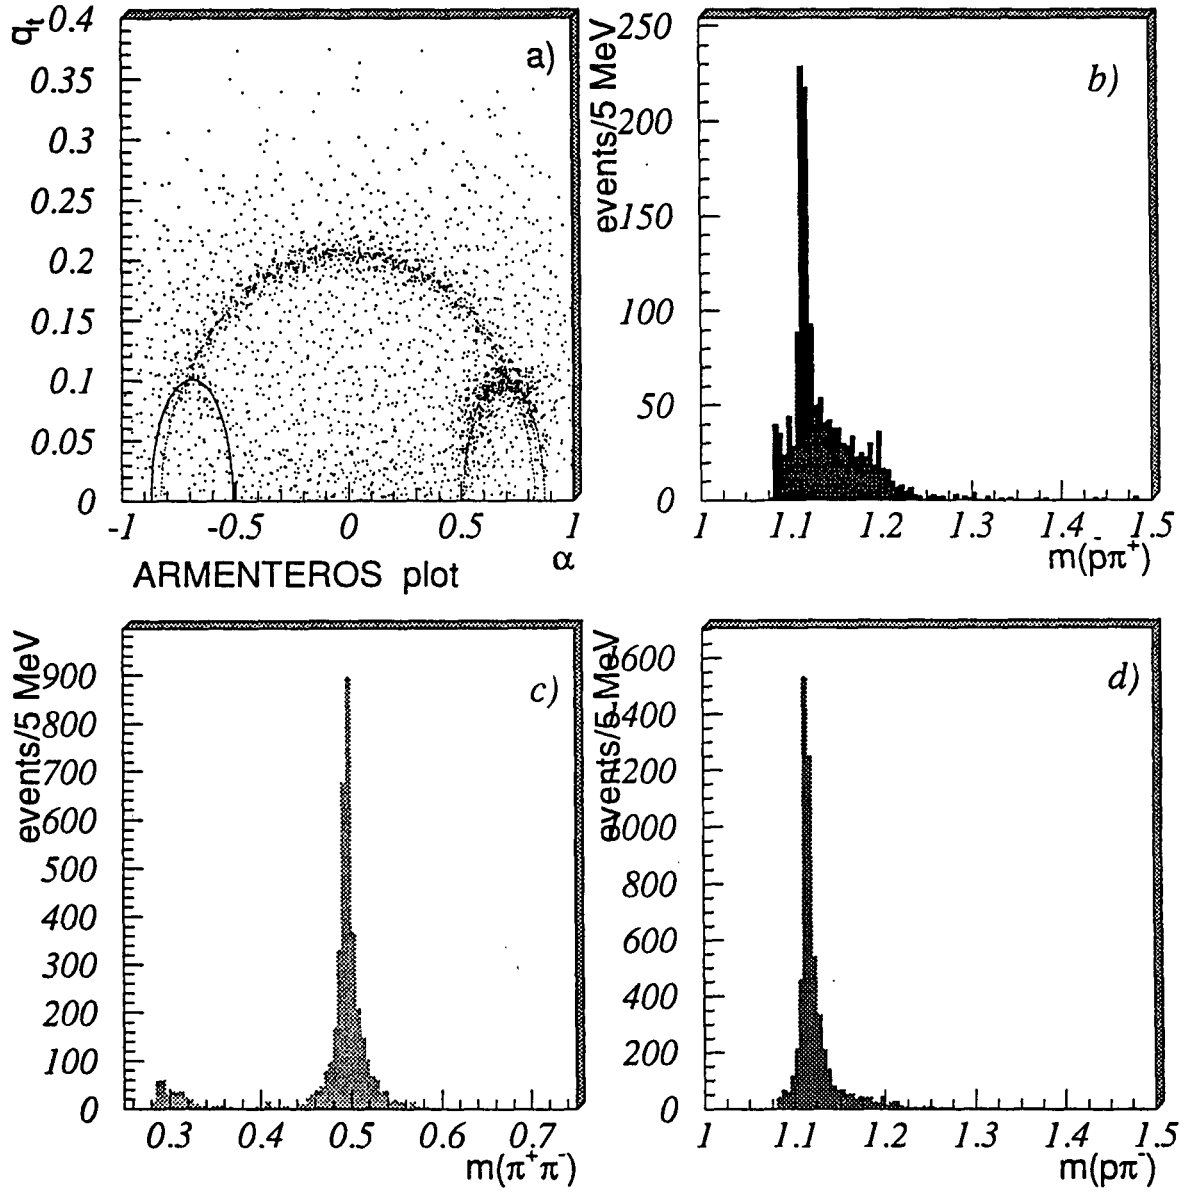 qt
0.4
0.35
0.3
0.25
0.2
0.15
0.1
0.05
0
-1 -0.5 0 0.5 1
a)
α
ARMENTEROS plot
events/5 MeV
250
200
150
100
50
0
1 1.1 1.2 1.3 1.4 1.5
b)
m(p̄π⁺)
events/5 MeV
900
800
700
600
500
400
300
200
100
0
0.3 0.4 0.5 0.6 0.7
c)
m(π⁺π⁻)
events/5 MeV
1600
1400
1200
1000
800
600
400
200
0
1 1.1 1.2 1.3 1.4 1.5
d)
m(pπ⁻)